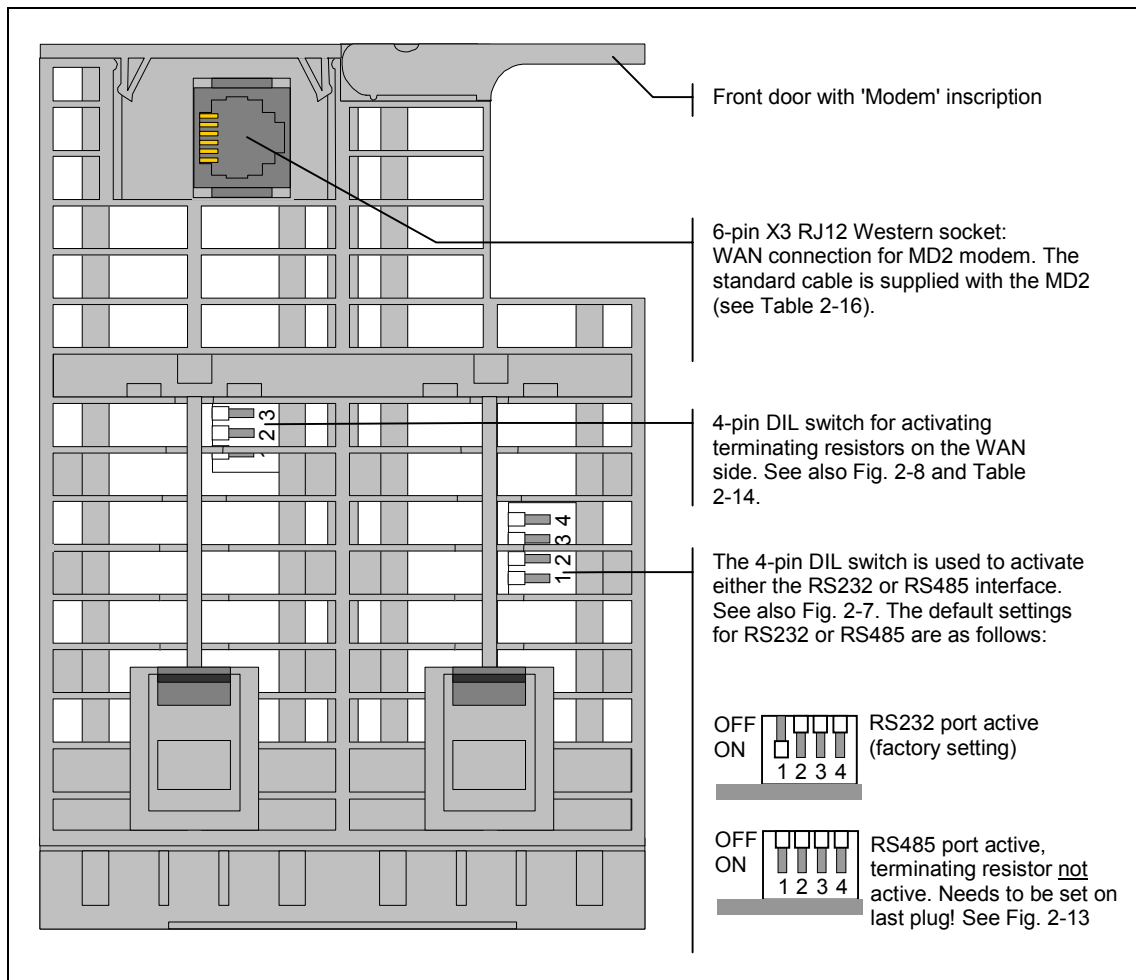 Front door with 'Modem' inscription
6-pin X3 RJ12 Western socket:
WAN connection for MD2 modem. The
standard cable is supplied with the MD2
(see Table 2-16).
3
2
1
4-pin DIL switch for activating
terminating resistors on the WAN
side. See also Fig. 2-8 and Table
2-14.
4
3
2
1
The 4-pin DIL switch is used to activate
either the RS232 or RS485 interface.
See also Fig. 2-7. The default settings
for RS232 or RS485 are as follows:
OFF
ON
1 2 3 4
RS232 port active
(factory setting)
OFF
ON
1 2 3 4
RS485 port active,
terminating resistor not
active. Needs to be set on
last plug! See Fig. 2-13